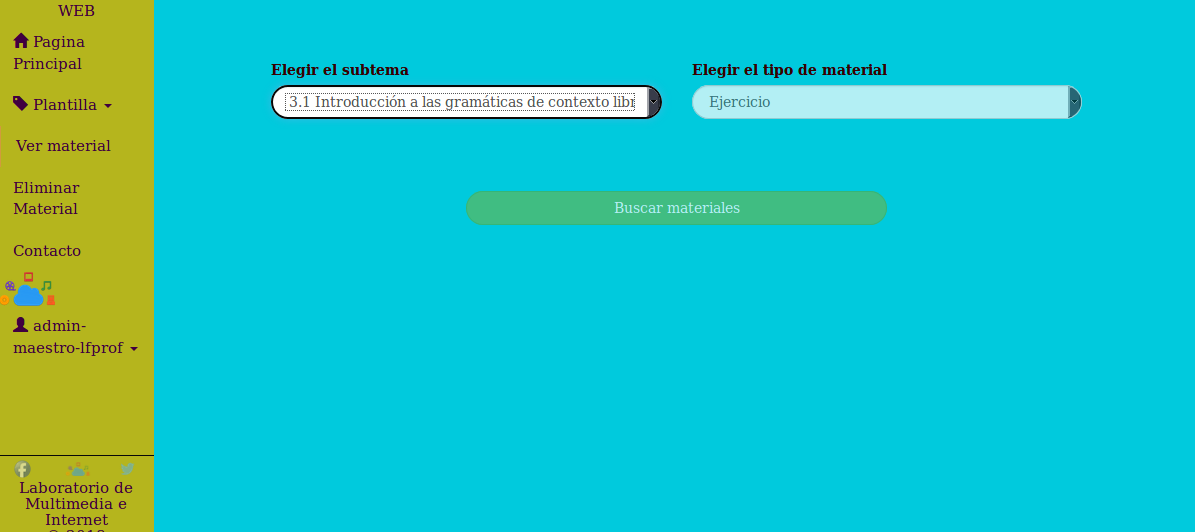 WEB
Pagina
Principal
Plantilla
Ver material
Eliminar
Material
Contacto
admin-
maestro-lfprof
Laboratorio de
Multimedia e
Internet
Elegir el subtema
3.1 Introducción a las gramáticas de contexto libr
Elegir el tipo de material
Ejercicio
Buscar materiales